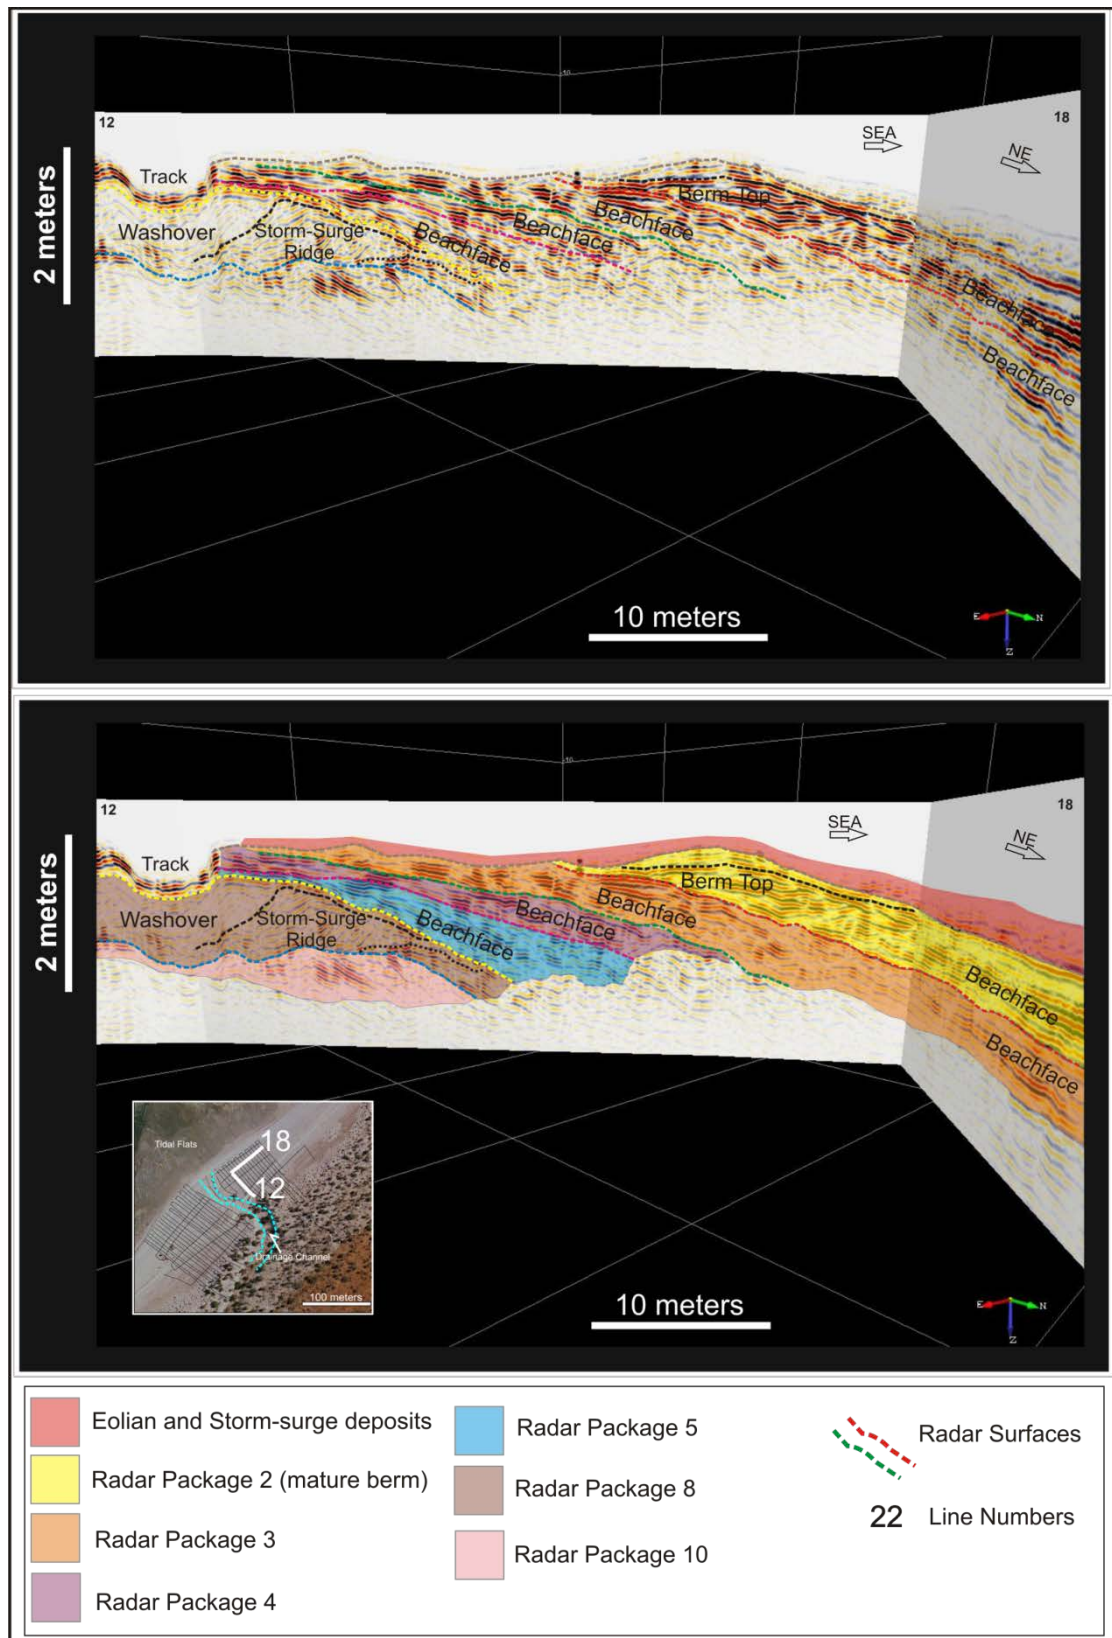 12
18
SEA
NE
Track
2 meters
Washover
Storm-Surge
Ridge
Beachface
Beachface
Beachface
Berm Top
Beachface
Beachface
10 meters
E
N
Z
12
18
SEA
NE
Track
2 meters
Washover
Storm-Surge
Ridge
Beachface
Beachface
Beachface
Berm Top
Beachface
Beachface
Tidal Flats
18
12
Drainage Channel
100 meters
10 meters
E
N
Z
Eolian and Storm-surge deposits
Radar Package 2 (mature berm)
Radar Package 3
Radar Package 4
Radar Package 5
Radar Package 8
Radar Package 10
Radar Surfaces
22 Line Numbers